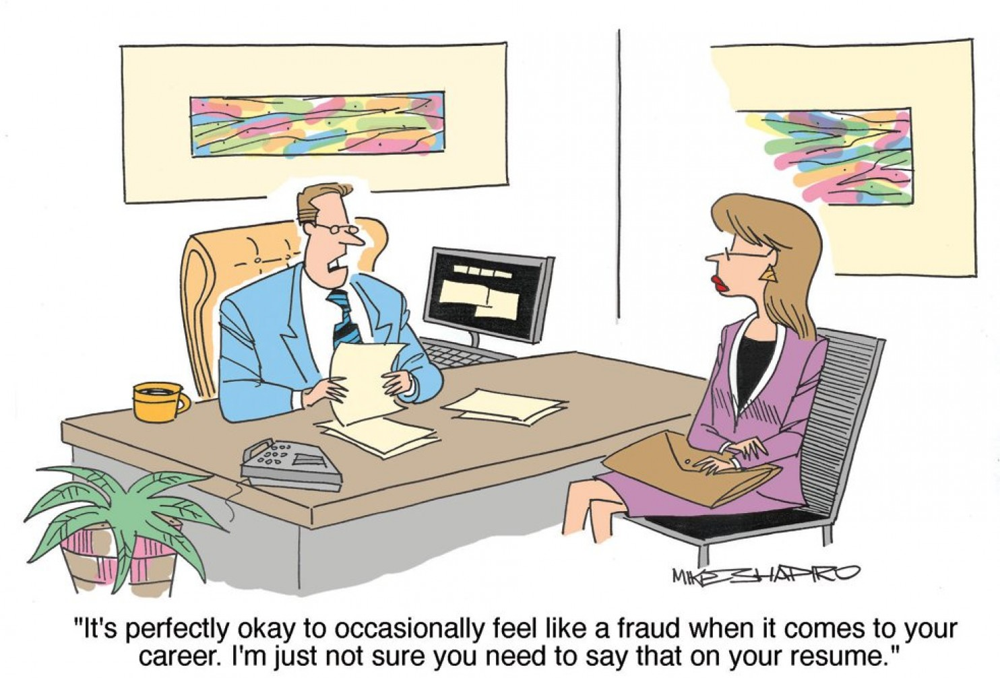 MIKE SHAPIRO
"It's perfectly okay to occasionally feel like a fraud when it comes to your
career. I'm just not sure you need to say that on your resume."